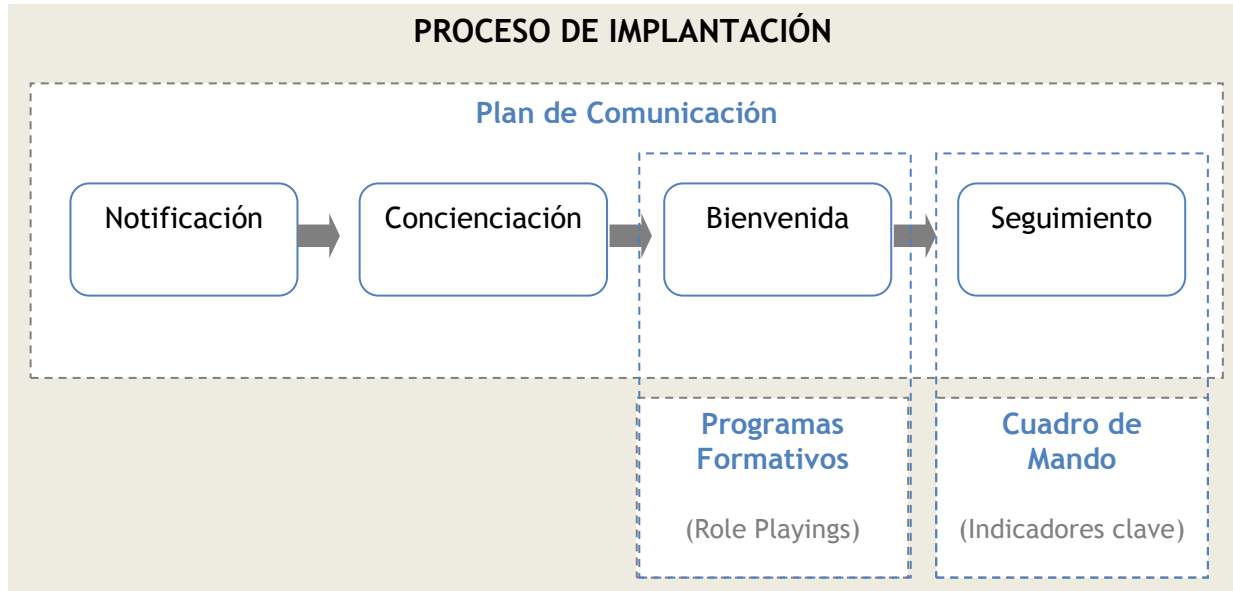 PROCESO DE IMPLANTACIÓN
Plan de Comunicación
Notificación
Concienciación
Bienvenida
Seguimiento
Programas
Formativos
(Role Playings)
Cuadro de
Mando
(Indicadores clave)